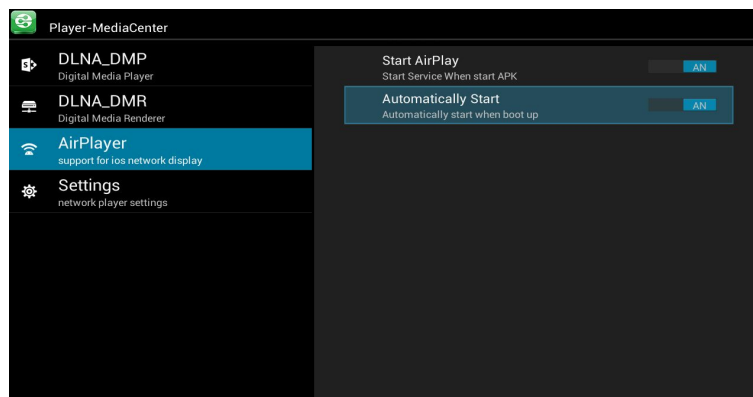 Player-MediaCenter
DLNA_DMP
Digital Media Player
DLNA_DMR
Digital Media Renderer
AirPlayer
support for ios network display
Settings
network player settings
Start AirPlay
Start Service When start APK
AN
Automatically Start
Automatically start when boot up
AN